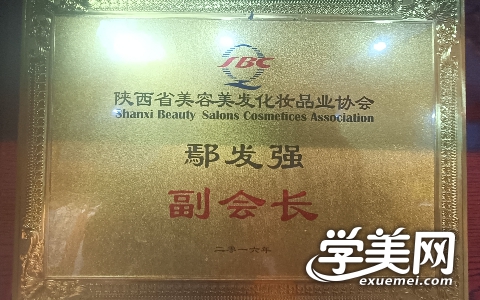 JBC
陕西省美容美发化妆品业协会
Shanxi Beauty Salons Cosmetices Association
鄢发强
副会长
二零一六年
学美网
exuemei.com